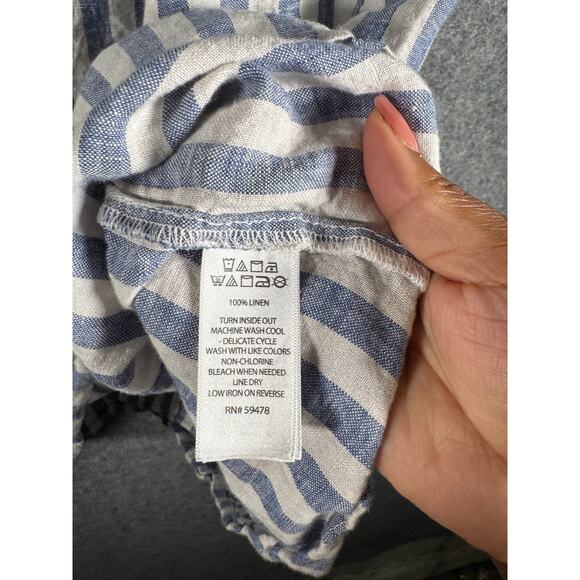 100% LINEN
TURN INSIDE OUT
MACHINE WASH COOL
- DELICATE CYCLE
WASH WITH LIKE COLORS
NON-CHLORINE
BLEACH WHEN NEEDED
LINE DRY
LOW IRON ON REVERSE
RN# 59478